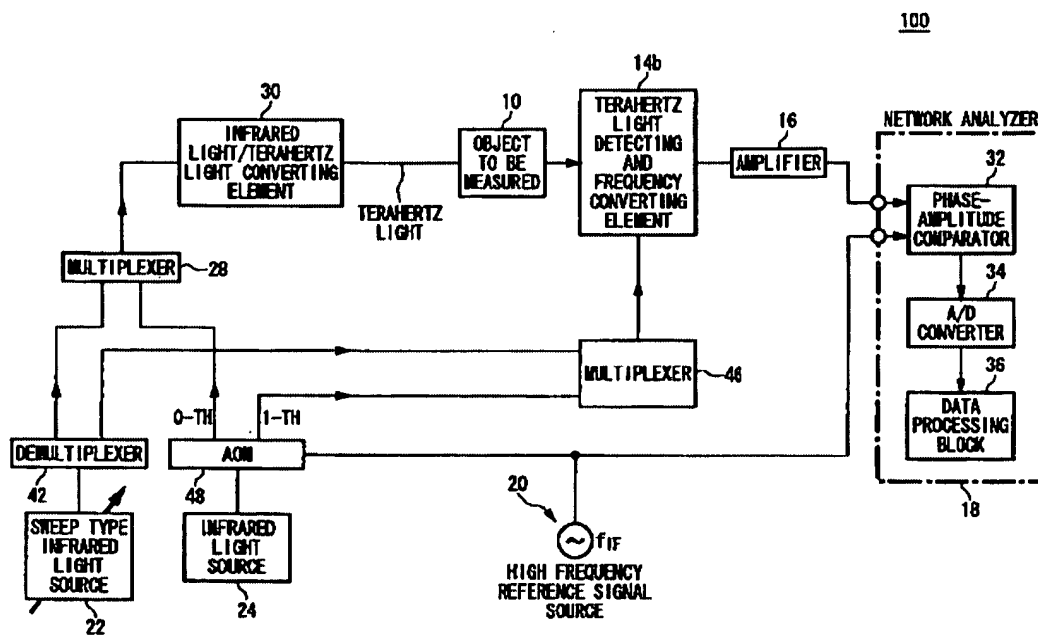 100
30
INFRARED
LIGHT/TERAHERTZ
LIGHT CONVERTING
ELEMENT
10
OBJECT
TO BE
MEASURED
14b
TERAHERTZ
LIGHT
DETECTING
AND
FREQUENCY
CONVERTING
ELEMENT
16
AMPLIFIER
NETWORK ANALYZER
32
PHASE-
AMPLITUDE
COMPARATOR
TERAHERTZ
LIGHT
MULTIPLEXER
28
34
A/D
CONVERTER
MULTIPLEXER
46
36
DATA
PROCESSING
BLOCK
0-TH
1-TH
DEMULTIPLEXER
42
AOM
48
18
SWEEP TYPE
INFRARED
LIGHT
SOURCE
22
INFRARED
LIGHT
SOURCE
24
20
fIF
HIGH FREQUENCY
REFERENCE SIGNAL
SOURCE